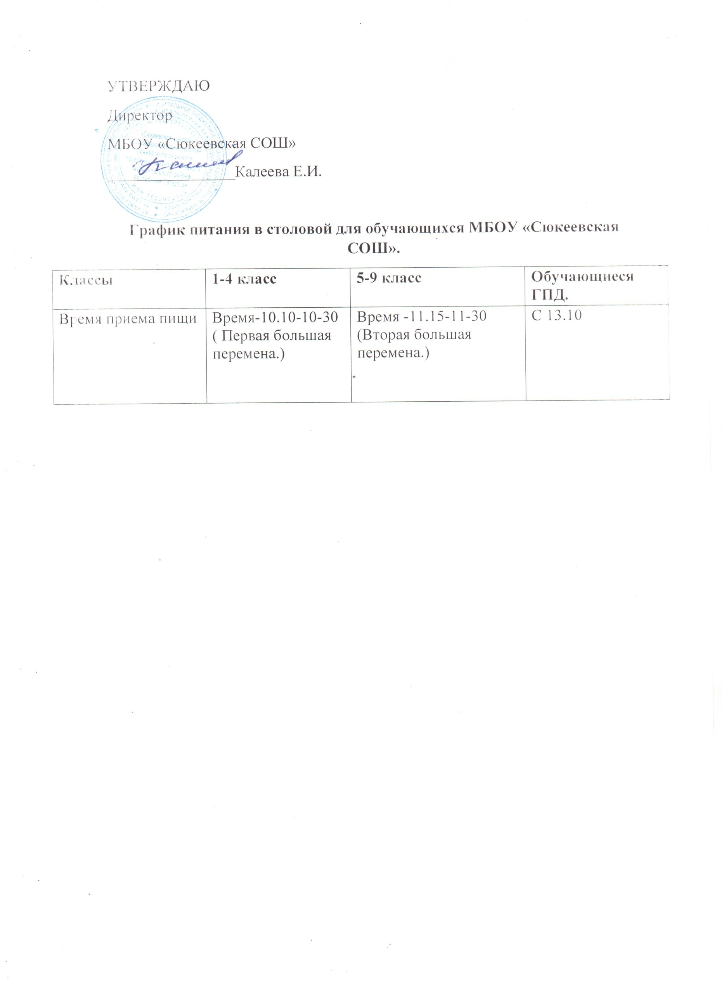 УТВЕРЖДАЮ
Директор
МБОУ «Сюкеевская СОШ»
Калеева Е.И.
График питания в столовой для обучающихся МБОУ «Сюкеевская
СОШ».
Классы
1-4 класс
5-9 класс
Обучающиеся
ГПД.
Время приема пищи
Время-10.10-10-30
( Первая большая
перемена.)
Время -11.15-11-30
(Вторая большая
перемена.)
С 13.10